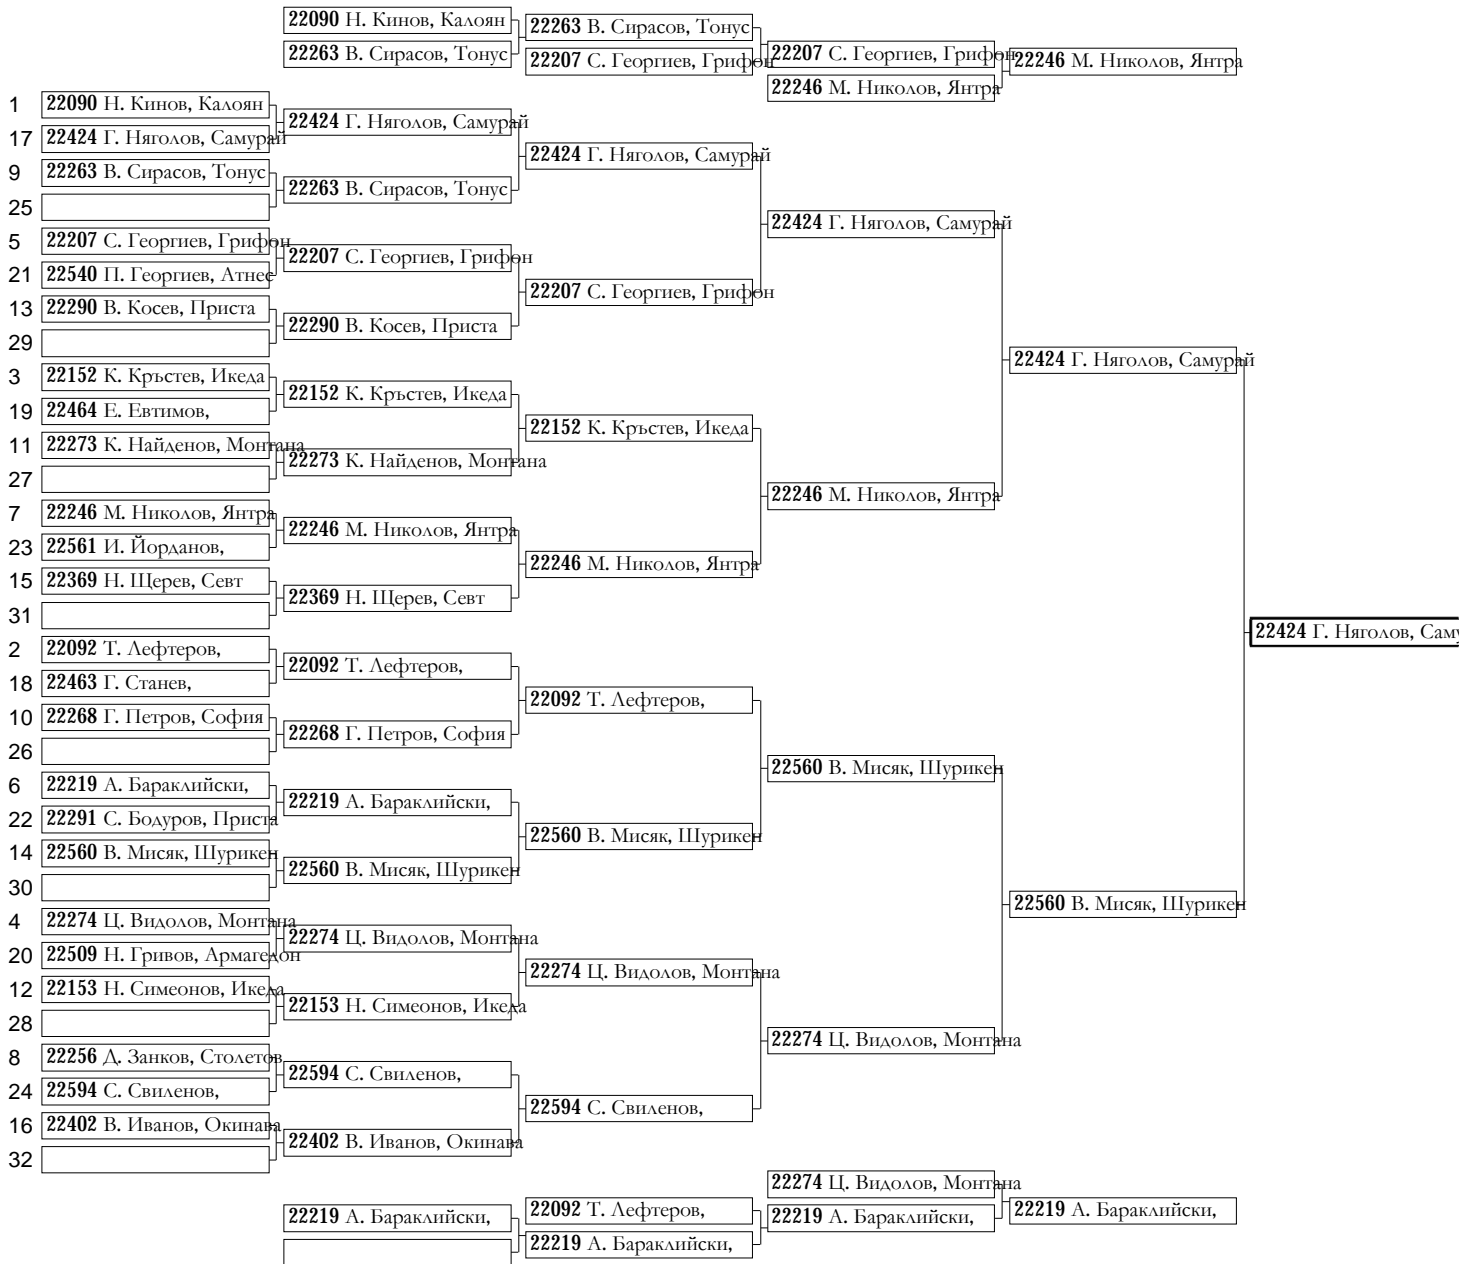 22090 Н. Кинов, Калоян
22263 В. Сирасов, Тонус
22263 В. Сирасов, Тонус
22207 С. Георгиев, Грифон
22207 С. Георгиев, Грифон
22246 М. Николов, Янтра
22246 М. Николов, Янтра
1 22090 Н. Кинов, Калоян
17 22424 Г. Няголов, Самурай
9 22263 В. Сирасов, Тонус
25
5 22207 С. Георгиев, Грифон
21 22540 П. Георгиев, Атнес
13 22290 В. Косев, Приста
29
3 22152 К. Кръстев, Икеда
19 22464 Е. Евтимов,
11 22273 К. Найденов, Монтана
27
7 22246 М. Николов, Янтра
23 22561 И. Йорданов,
15 22369 Н. Щерев, Севт
31
2 22092 Т. Лефтеров,
18 22463 Г. Станев,
10 22268 Г. Петров, София
26
6 22219 А. Бараклийски,
22 22291 С. Бодуров, Приста
14 22560 В. Мисяк, Шурикен
30
4 22274 Ц. Видолов, Монтана
20 22509 Н. Гривов, Армагедон
12 22153 Н. Симеонов, Икеда
28
8 22256 Д. Занков, Столетов
24 22594 С. Свиленов,
16 22402 В. Иванов, Окинава
32
22424 Г. Няголов, Самурай
22263 В. Сирасов, Тонус
22207 С. Георгиев, Грифон
22290 В. Косев, Приста
22152 К. Кръстев, Икеда
22273 К. Найденов, Монтана
22246 М. Николов, Янтра
22369 Н. Щерев, Севт
22092 Т. Лефтеров,
22268 Г. Петров, София
22219 А. Бараклийски,
22560 В. Мисяк, Шурикен
22274 Ц. Видолов, Монтана
22153 Н. Симеонов, Икеда
22594 С. Свиленов,
22402 В. Иванов, Окинава
22424 Г. Няголов, Самурай
22207 С. Георгиев, Грифон
22152 К. Кръстев, Икеда
22246 М. Николов, Янтра
22092 Т. Лефтеров,
22560 В. Мисяк, Шурикен
22274 Ц. Видолов, Монтана
22594 С. Свиленов,
22424 Г. Няголов, Самурай
22246 М. Николов, Янтра
22560 В. Мисяк, Шурикен
22274 Ц. Видолов, Монтана
22424 Г. Няголов, Самурай
22560 В. Мисяк, Шурикен
22424 Г. Няголов, Саму
22219 А. Бараклийски,
22092 Т. Лефтеров,
22219 А. Бараклийски,
22274 Ц. Видолов, Монтана
22219 А. Бараклийски,
22219 А. Бараклийски,